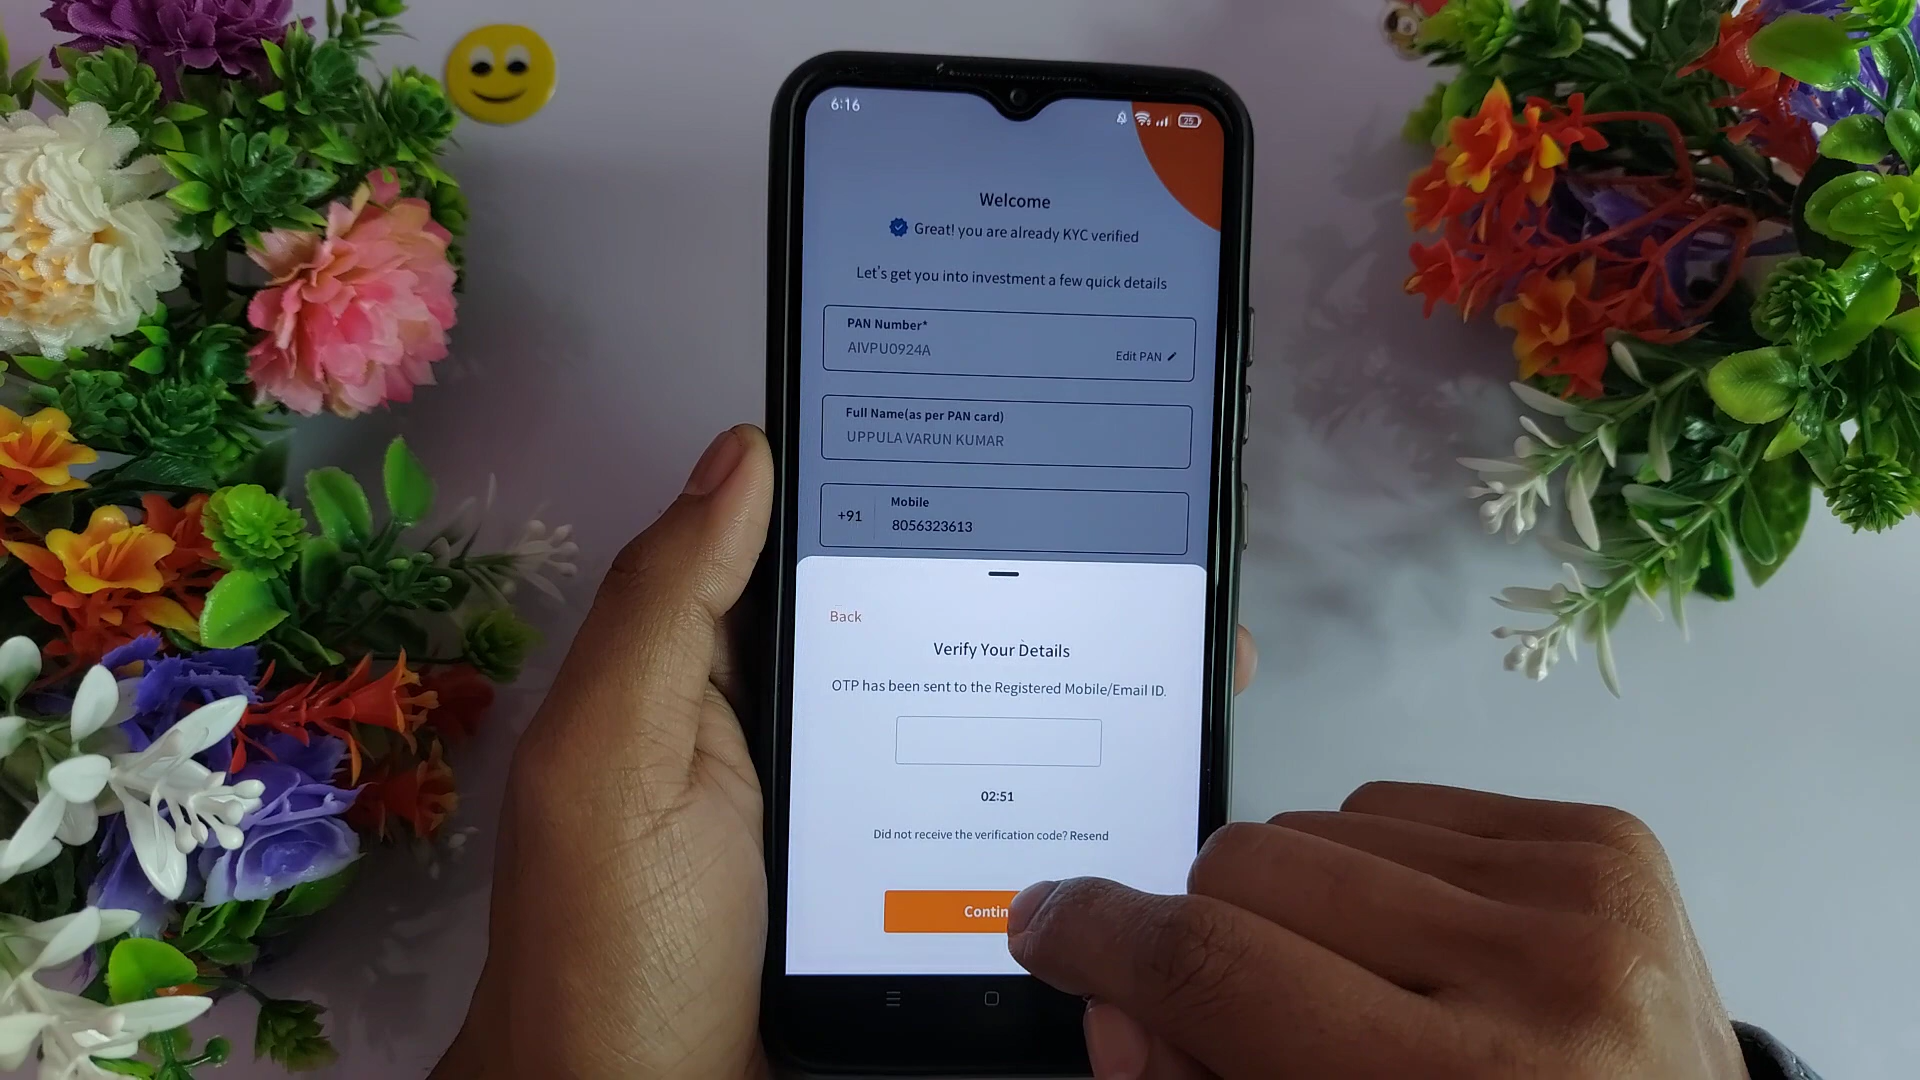 6:16
25
Welcome
Great! you are already KYC verified
Let's get you into investment a few quick details
PAN Number*
AIVPU0924A
Edit PAN
Full Name(as per PAN card)
UPPULA VARUN KUMAR
Mobile
+91 8056323613
Back
Verify Your Details
OTP has been sent to the Registered Mobile/Email ID.
02:51
Did not receive the verification code? Resend
Contin